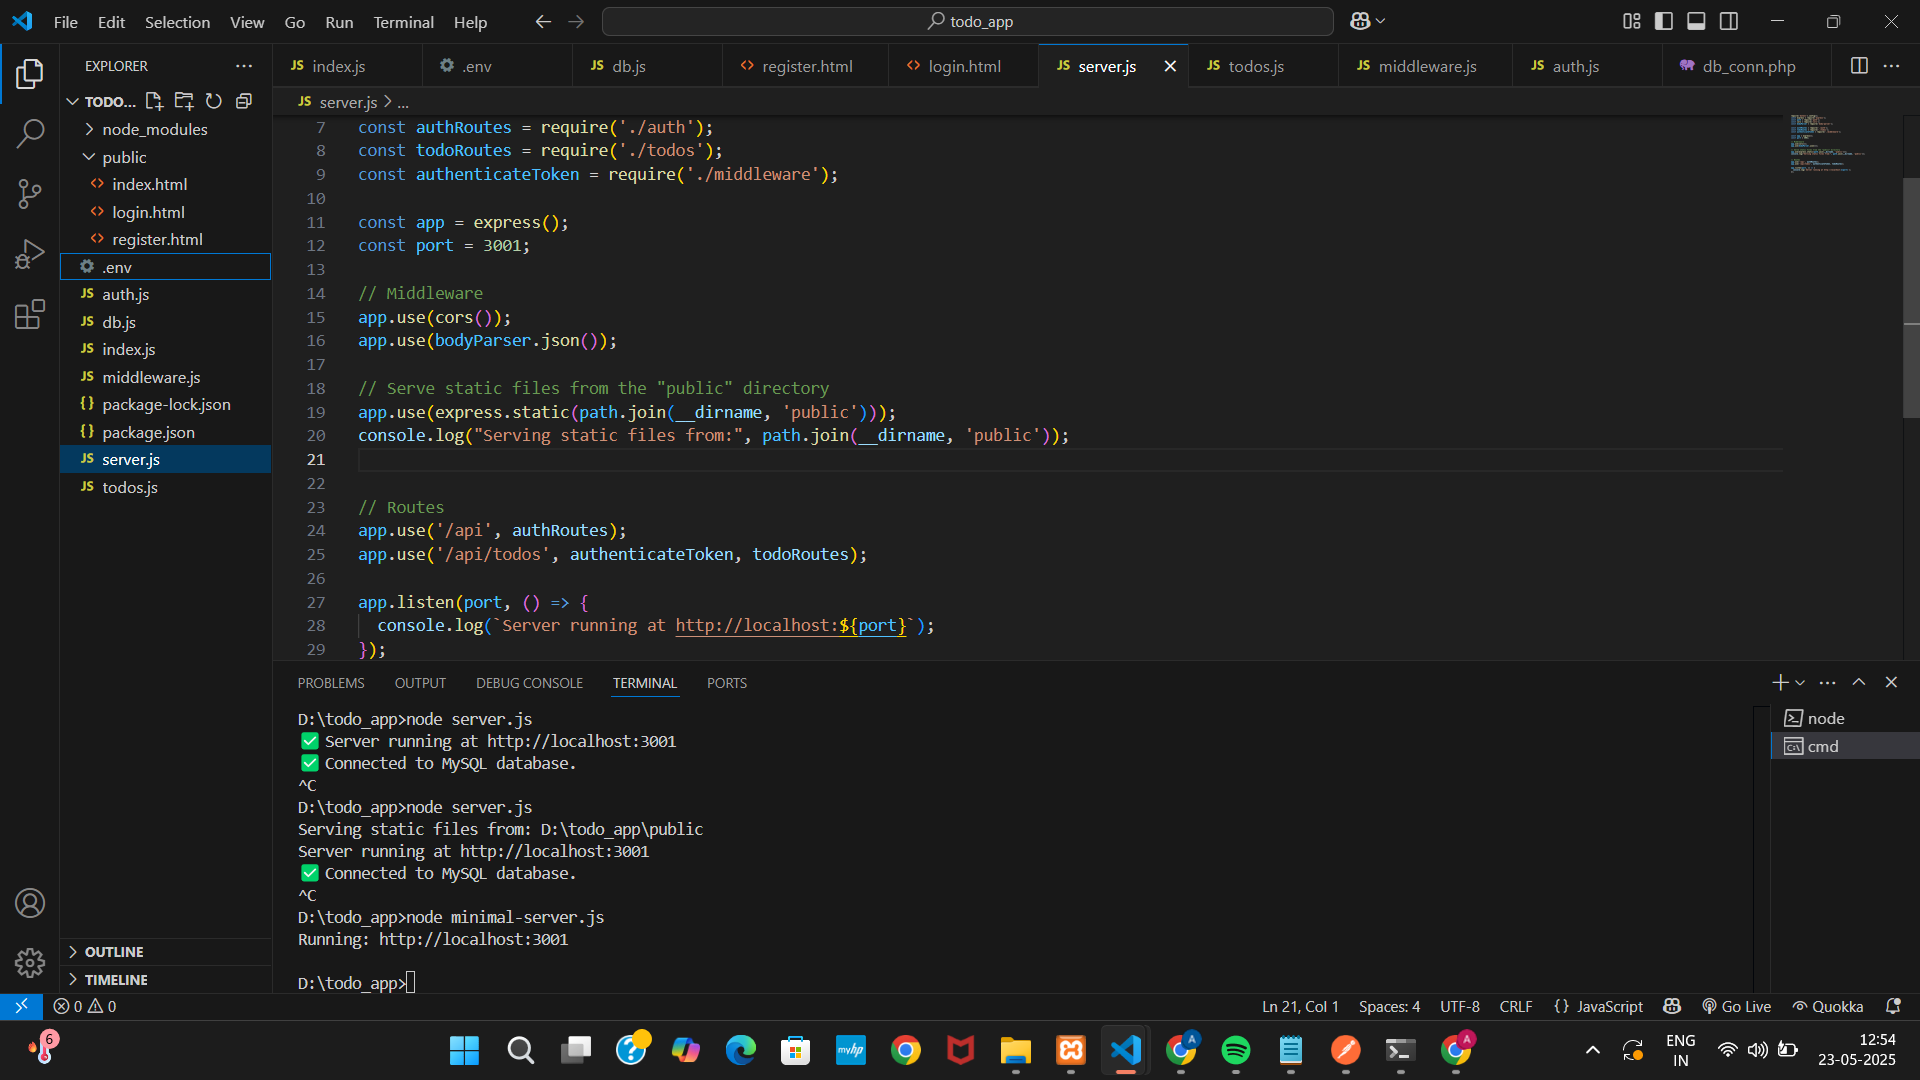 File Edit Selection View Go Run Terminal Help
todo_app
EXPLORER
TODO...
node_modules
public
index.html
login.html
register.html
.env
auth.js
db.js
index.js
middleware.js
package-lock.json
package.json
server.js
todos.js
OUTLINE
TIMELINE
JS index.js .env JS db.js register.html login.html JS server.js JS todos.js JS middleware.js JS auth.js db_conn.php
JS server.js > ...
7 const authRoutes = require('./auth');
8 const todoRoutes = require('./todos');
9 const authenticateToken = require('./middleware');
10
11 const app = express();
12 const port = 3001;
13
14 // Middleware
15 app.use(cors());
16 app.use(bodyParser.json());
17
18 // Serve static files from the "public" directory
19 app.use(express.static(path.join(__dirname, 'public')));
20 console.log("Serving static files from:", path.join(__dirname, 'public'));
21
22
23 // Routes
24 app.use('/api', authRoutes);
25 app.use('/api/todos', authenticateToken, todoRoutes);
26
27 app.listen(port, () => {
28 console.log(`Server running at http://localhost:${port}`);
29 });
PROBLEMS OUTPUT DEBUG CONSOLE TERMINAL PORTS
D:\todo_app>node server.js
✅ Server running at http://localhost:3001
✅ Connected to MySQL database.
^C
D:\todo_app>node server.js
Serving static files from: D:\todo_app\public
Server running at http://localhost:3001
✅ Connected to MySQL database.
^C
D:\todo_app>node minimal-server.js
Running: http://localhost:3001
D:\todo_app>
node
cmd
0 0
Ln 21, Col 1 Spaces: 4 UTF-8 CRLF {} JavaScript Go Live Quokka
6
myhp
A
A
ENG
IN
12:54
23-05-2025